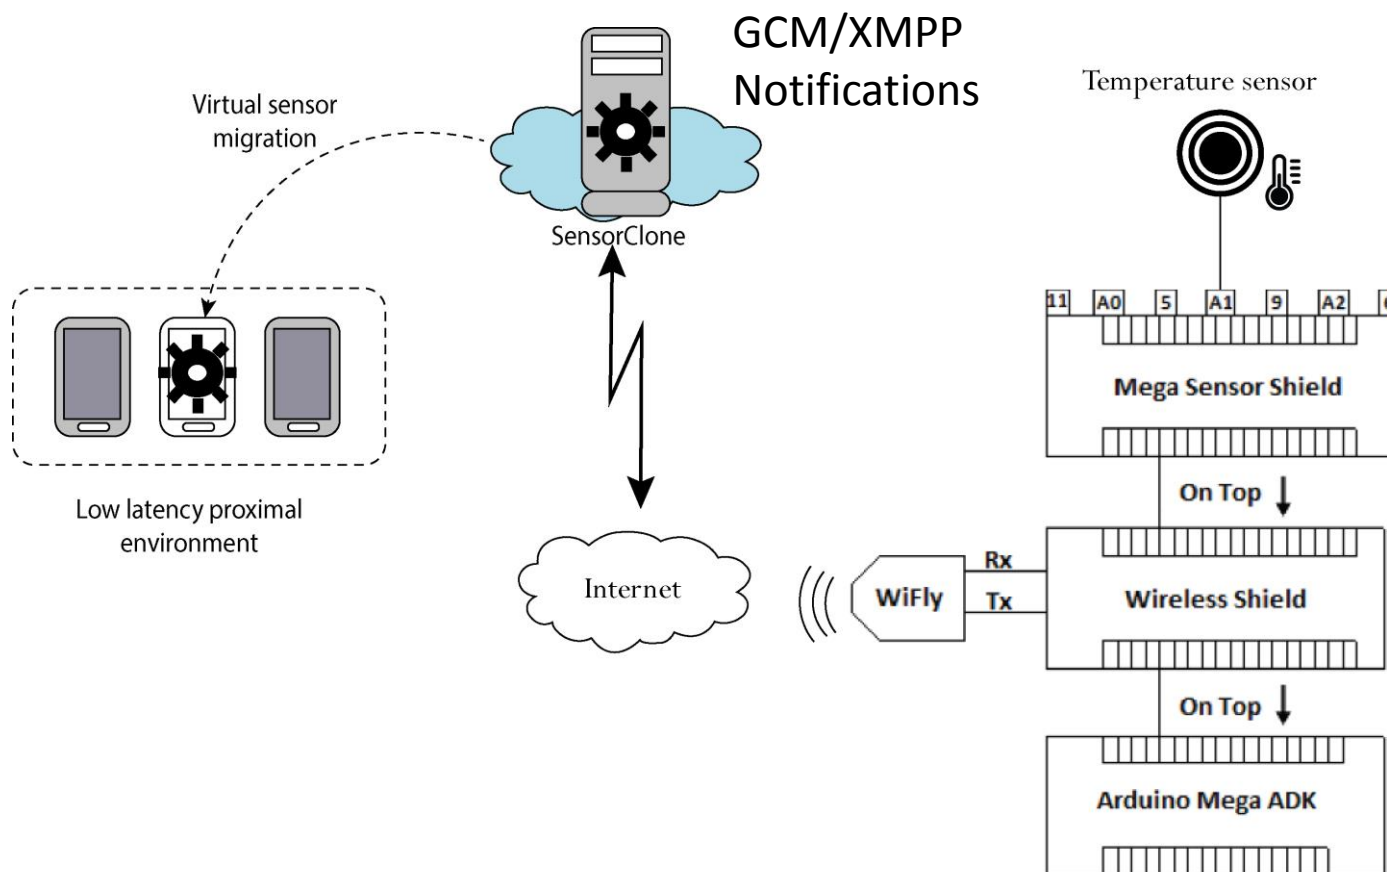 GCM/XMPP
Notifications
Temperature sensor
Virtual sensor
migration
SensorClone
11 A0 5 A1 9 A2
Mega Sensor Shield
Low latency proximal
environment
On Top
Internet
WiFly
Rx
Tx
Wireless Shield
On Top
Arduino Mega ADK